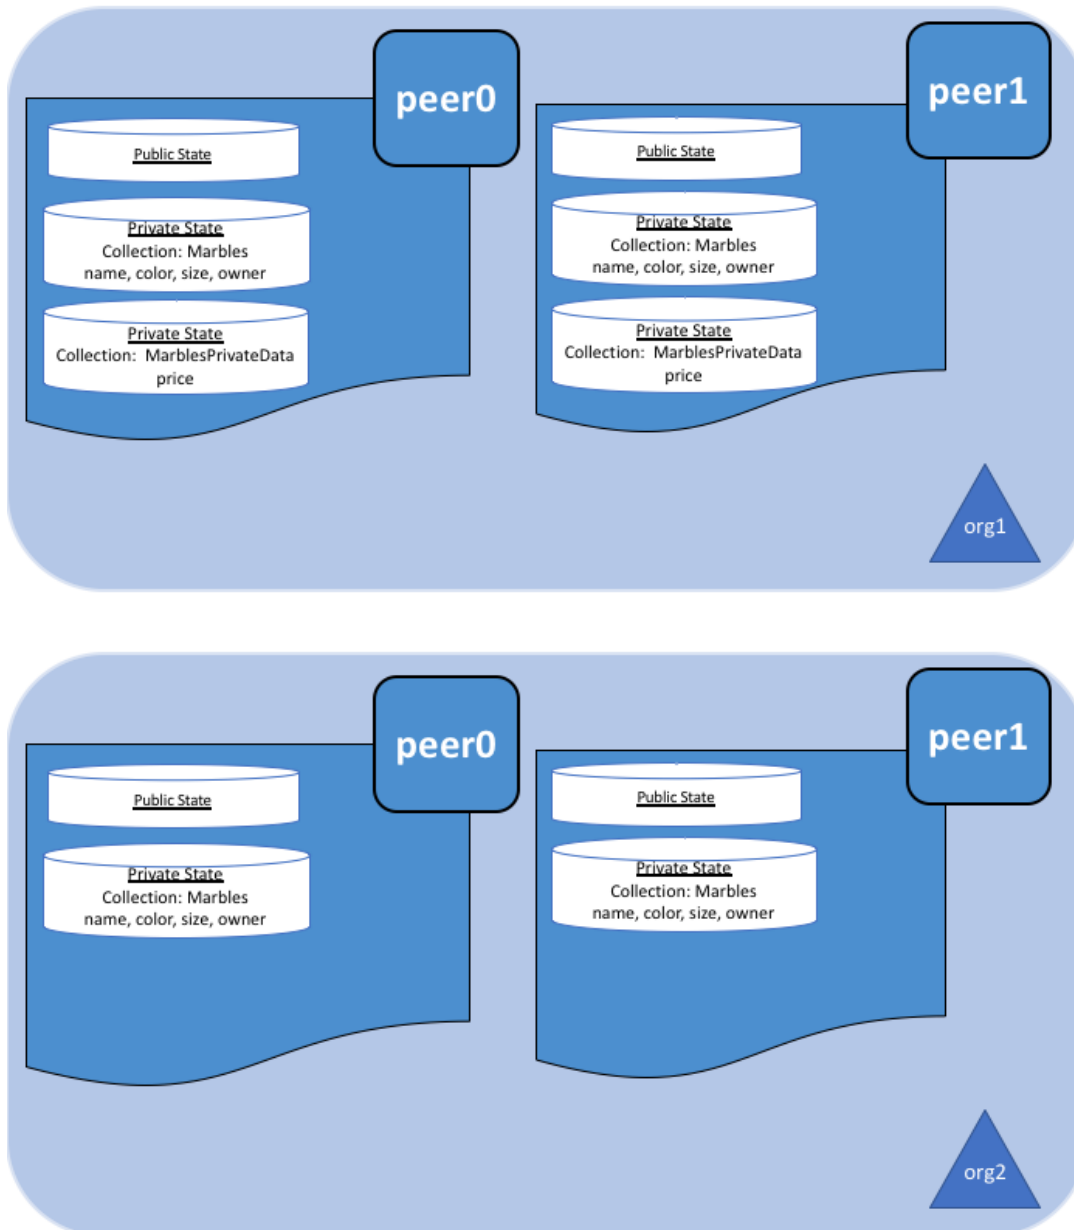 peer0
Public State
Private State
Collection: Marbles
name, color, size, owner
Private State
Collection:  MarblesPrivateData
price
peer1
Public State
Private State
Collection: Marbles
name, color, size, owner
Private State
Collection:  MarblesPrivateData
price
org1
peer0
Public State
Private State
Collection: Marbles
name, color, size, owner
peer1
Public State
Private State
Collection: Marbles
name, color, size, owner
org2